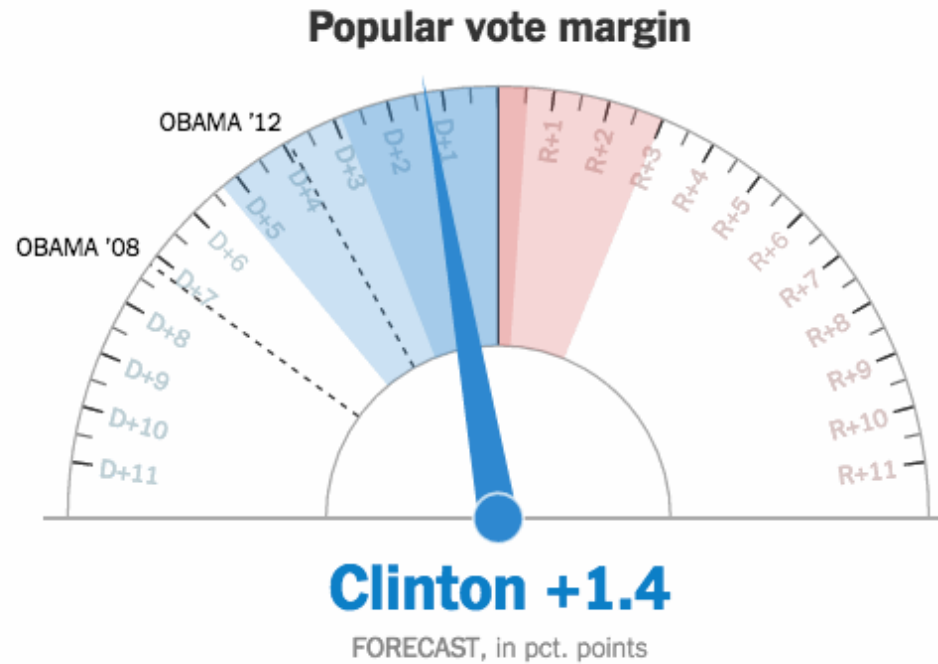 Popular vote margin
OBAMA '12
OBAMA '08
D+11
D+10
D+9
D+8
D+7
D+6
D+5
D+4
D+3
D+2
D+1
R+1
R+2
R+3
R+4
R+5
R+6
R+7
R+8
R+9
R+10
R+11
Clinton +1.4
FORECAST, in pct. points